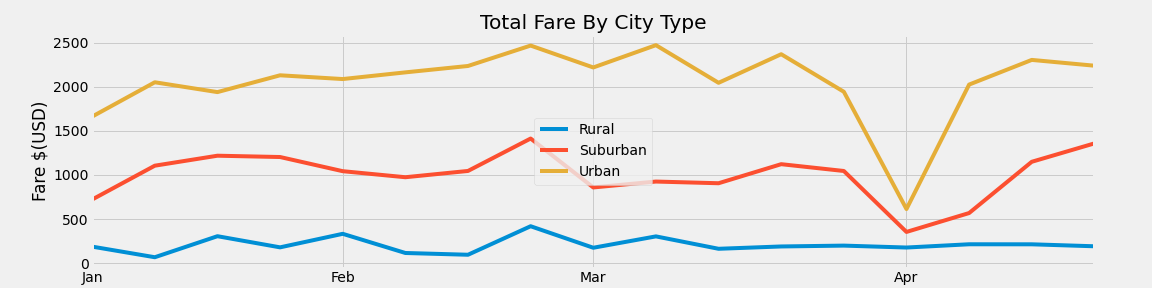 Total Fare By City Type
Fare $(USD)
2500
2000
1500
1000
500
0
Rural
Suburban
Urban
Jan
Feb
Mar
Apr